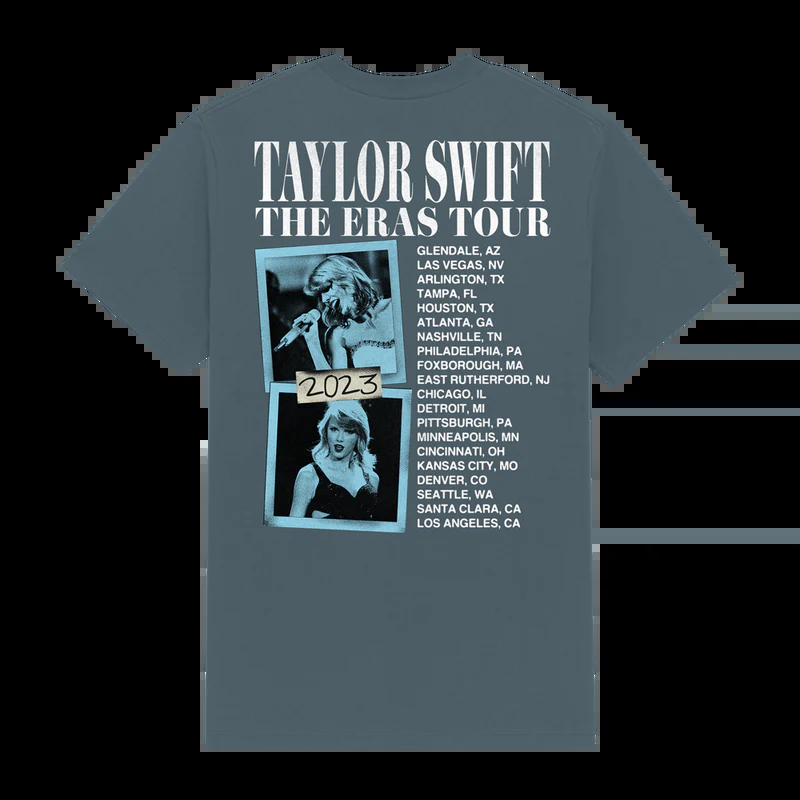 TAYLOR SWIFT
THE ERAS TOUR
GLENDALE, AZ
LAS VEGAS, NV
ARLINGTON, TX
TAMPA, FL
HOUSTON, TX
ATLANTA, GA
NASHVILLE, TN
PHILADELPHIA, PA
FOXBOROUGH, MA
EAST RUTHERFORD, NJ
CHICAGO, IL
DETROIT, MI
PITTSBURGH, PA
MINNEAPOLIS, MN
CINCINNATI, OH
KANSAS CITY, MO
DENVER, CO
SEATTLE, WA
SANTA CLARA, CA
LOS ANGELES, CA
2023